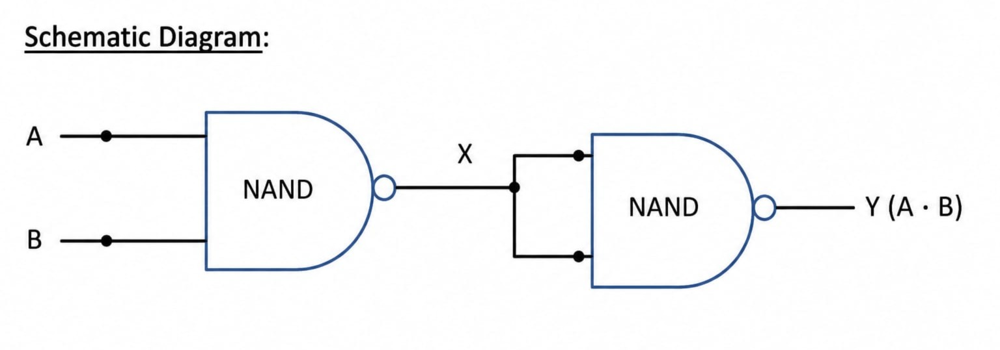 Schematic Diagram:
A
B
NAND
X
NAND
Y (A · B)